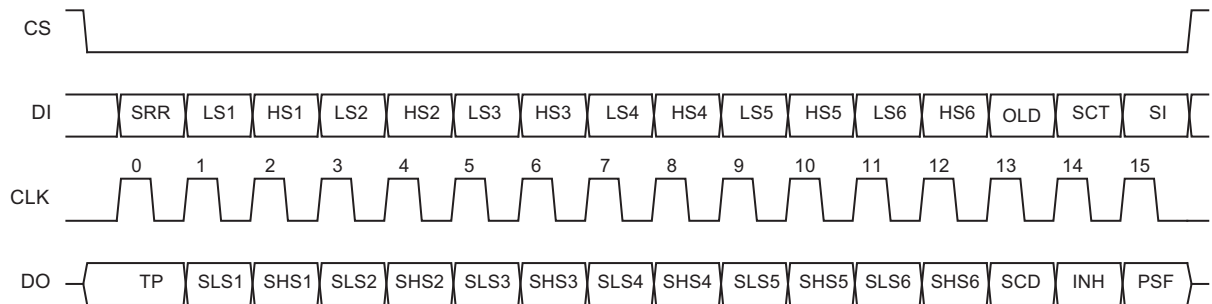 CS
DI SRR LS1 HS1 LS2 HS2 LS3 HS3 LS4 HS4 LS5 HS5 LS6 HS6 OLD SCT SI
0 1 2 3 4 5 6 7 8 9 10 11 12 13 14 15
CLK
DO TP SLS1 SHS1 SLS2 SHS2 SLS3 SHS3 SLS4 SHS4 SLS5 SHS5 SLS6 SHS6 SCD INH PSF